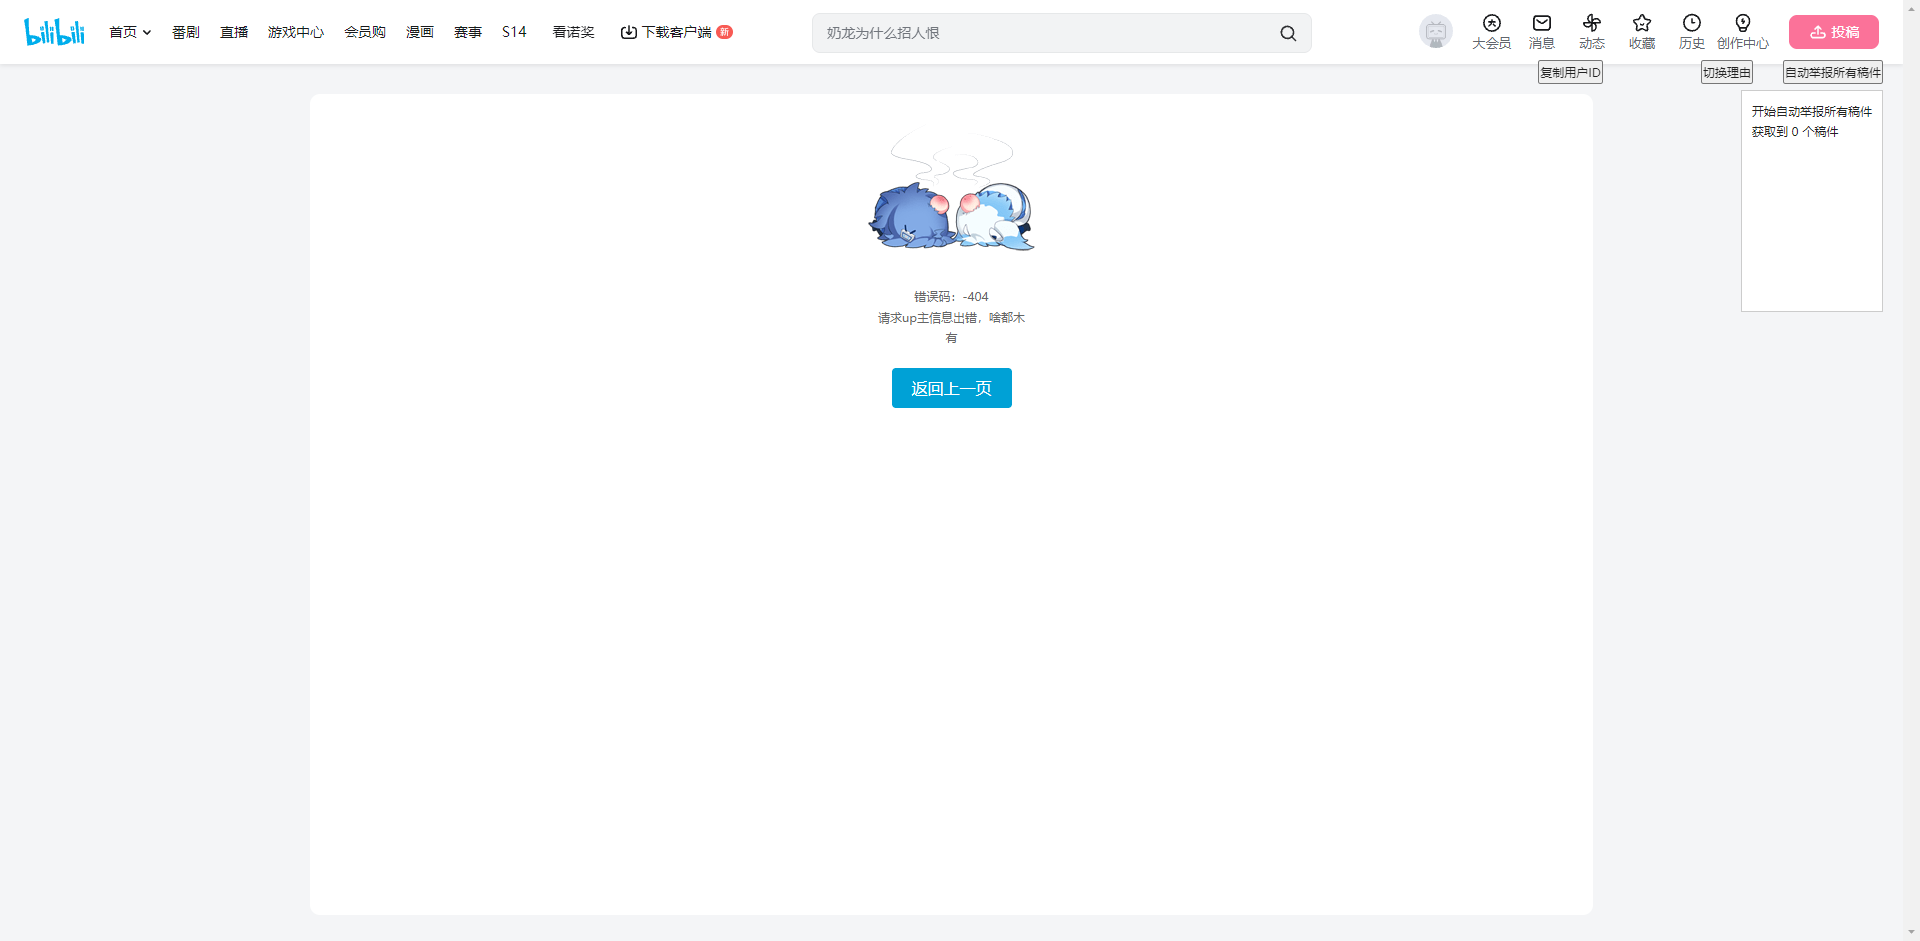 bilibili
首页
番剧
直播
游戏中心
会员购
漫画
赛事
S14
看诺奖
下载客户端
新
奶龙为什么招人恨
大会员
消息
动态
收藏
历史
创作中心
投稿
复制用户ID
切换理由
自动举报所有稿件
开始自动举报所有稿件
获取到 0 个稿件
错误码：-404
请求up主信息出错，啥都木
有
返回上一页